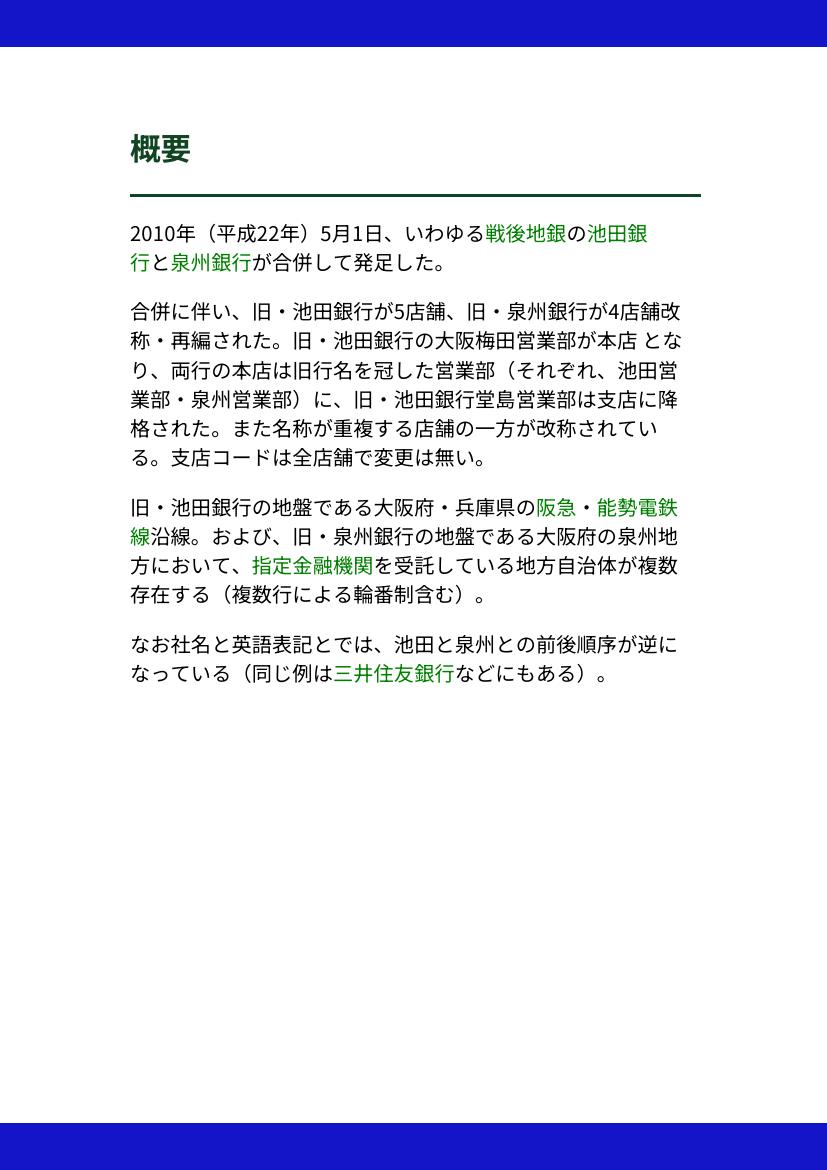 概要
2010年（平成22年）5月1日、いわゆる戦後地銀の池田銀
行と泉州銀行が合併して発足した。
合併に伴い、旧・池田銀行が5店舗、旧・泉州銀行が4店舗改
称・再編された。旧・池田銀行の大阪梅田営業部が本店 とな
り、両行の本店は旧行名を冠した営業部（それぞれ、池田営
業部・泉州営業部）に、旧・池田銀行堂島営業部は支店に降
格された。また名称が重複する店舗の一方が改称されてい
る。支店コードは全店舗で変更は無い。
旧・池田銀行の地盤である大阪府・兵庫県の阪急・能勢電鉄
線沿線。および、旧・泉州銀行の地盤である大阪府の泉州地
方において、指定金融機関を受託している地方自治体が複数
存在する（複数行による輪番制含む）。
なお社名と英語表記とでは、池田と泉州との前後順序が逆に
なっている（同じ例は三井住友銀行などにもある）。